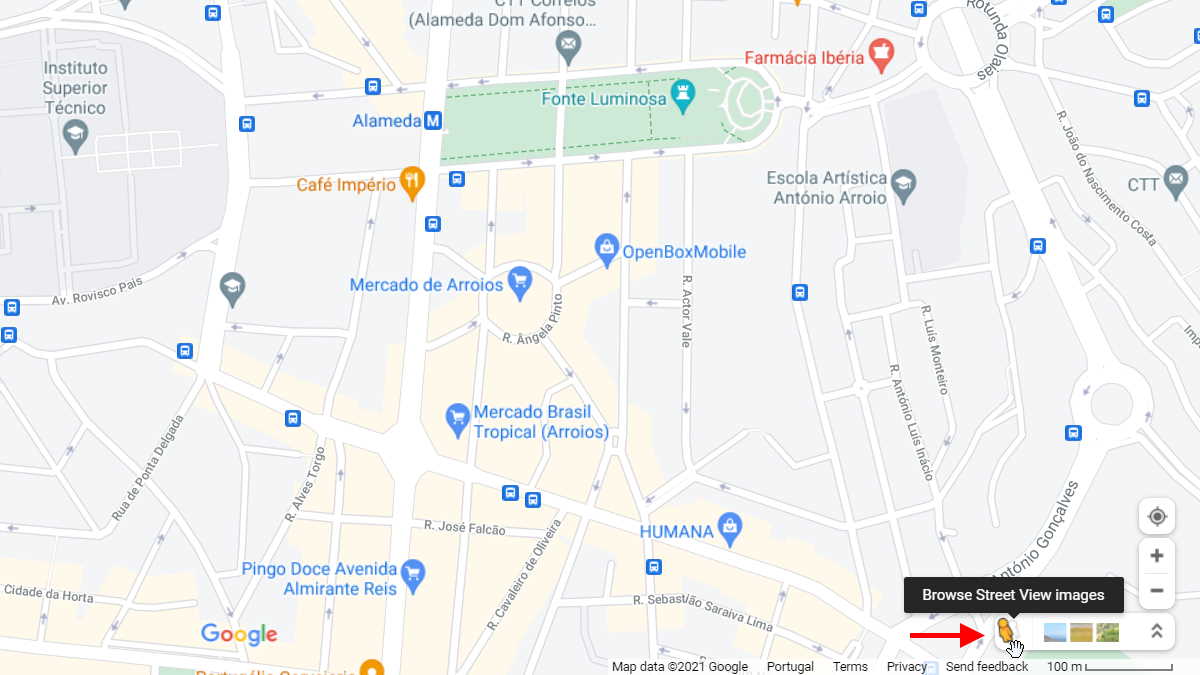 CTT Correios
(Alameda Dom Afonso...
Rotunda Olaias
Instituto
Superior
Técnico
Farmácia Ibéria
Fonte Luminosa
Alameda M
R. João do Nascimento Costa
Café Império
Escola Artística
António Arroio
CTT
OpenBoxMobile
Av. Rovisco Pais
Mercado de Arroios
R. Ângela Pinto
R. Actor Vale
R. Luis Monteiro
R. António Luís Inácio
Mercado Brasil
Tropical (Arroios)
Rua de Ponta Delgada
R. Alves Torgo
R. José Falcão
R. Cavaleiro de Oliveira
HUMANA
António Gonçalves
Pingo Doce Avenida
Almirante Reis
Cidade da Horta
R. Sebastião Saraiva Lima
Browse Street View images
Google
Map data ©2021 Google
Portugal
Terms
Privacy
Send feedback
100 m